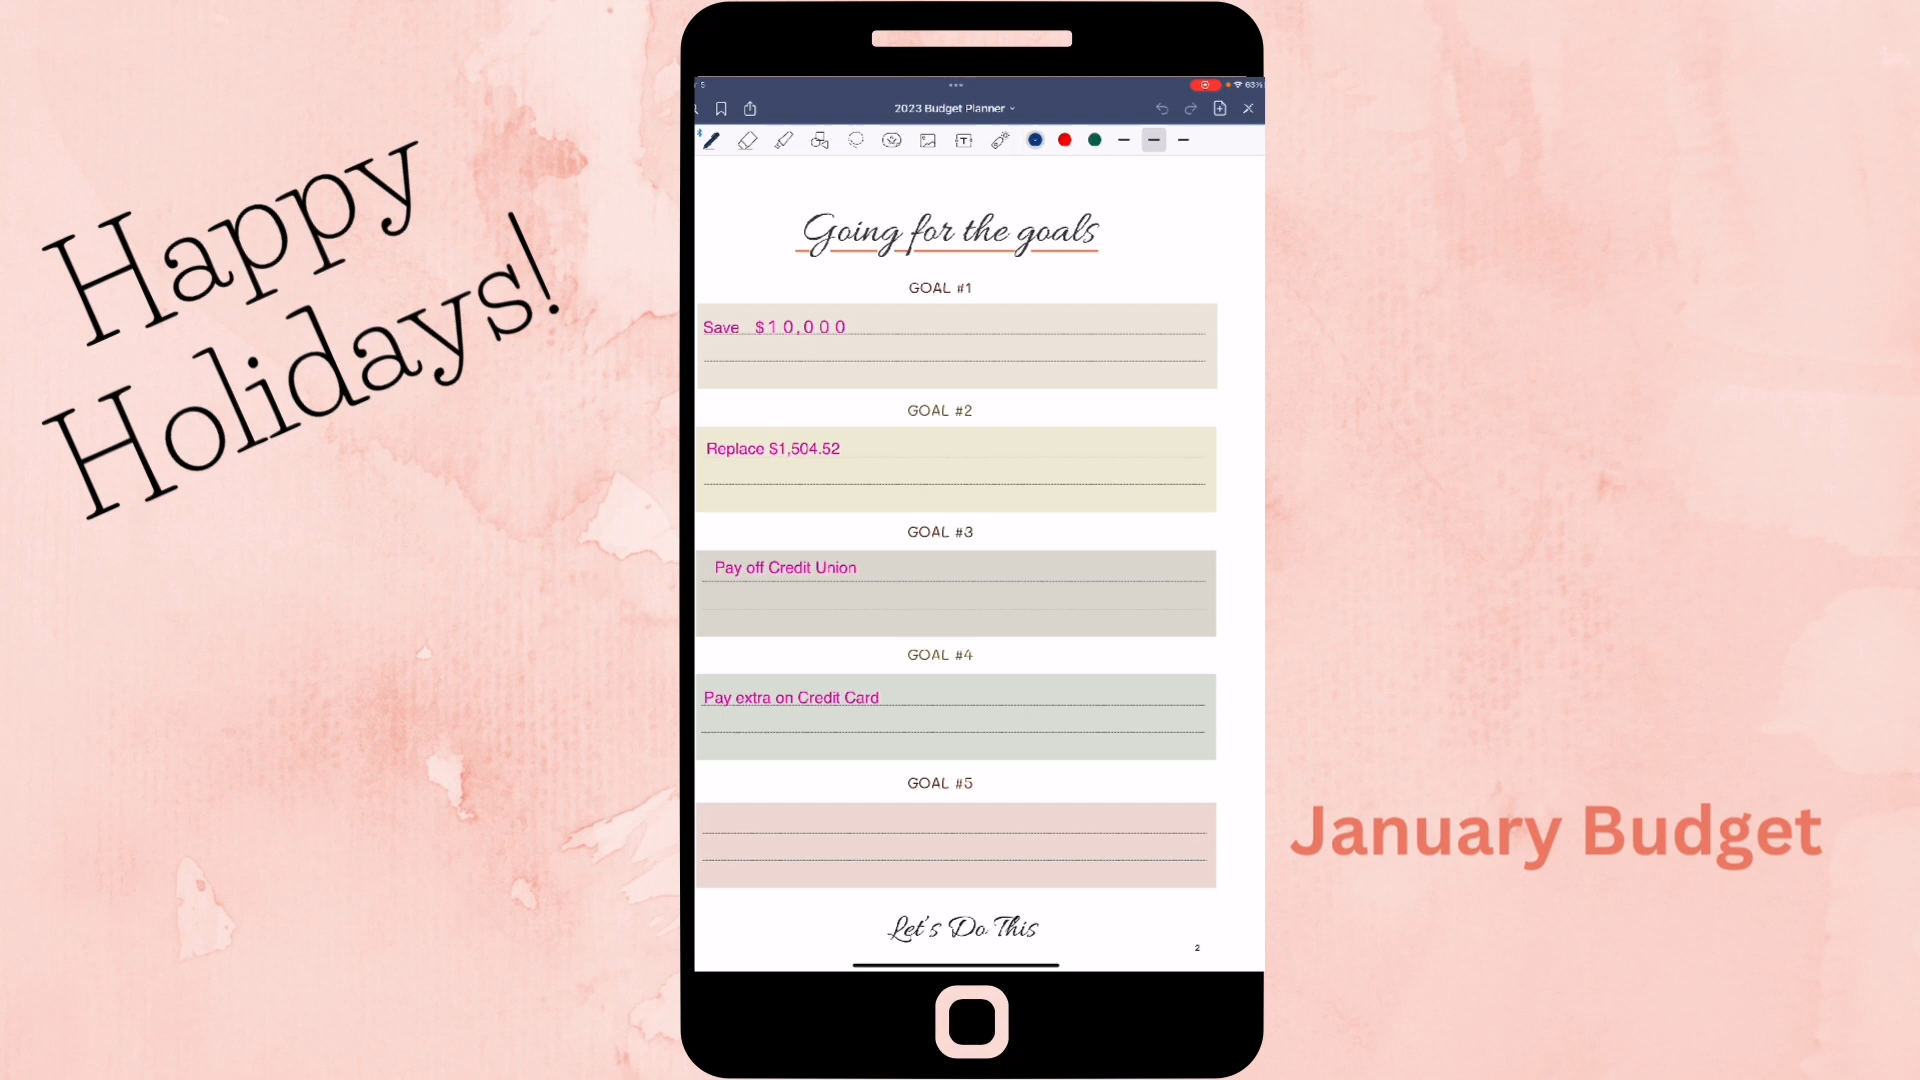 Happy
Holidays!
5
63%
2023 Budget Planner
Going for the goals
GOAL #1
Save $10,000
GOAL #2
Replace $1,504.52
GOAL #3
Pay off Credit Union
GOAL #4
Pay extra on Credit Card
GOAL #5
Let's Do This
2
January Budget